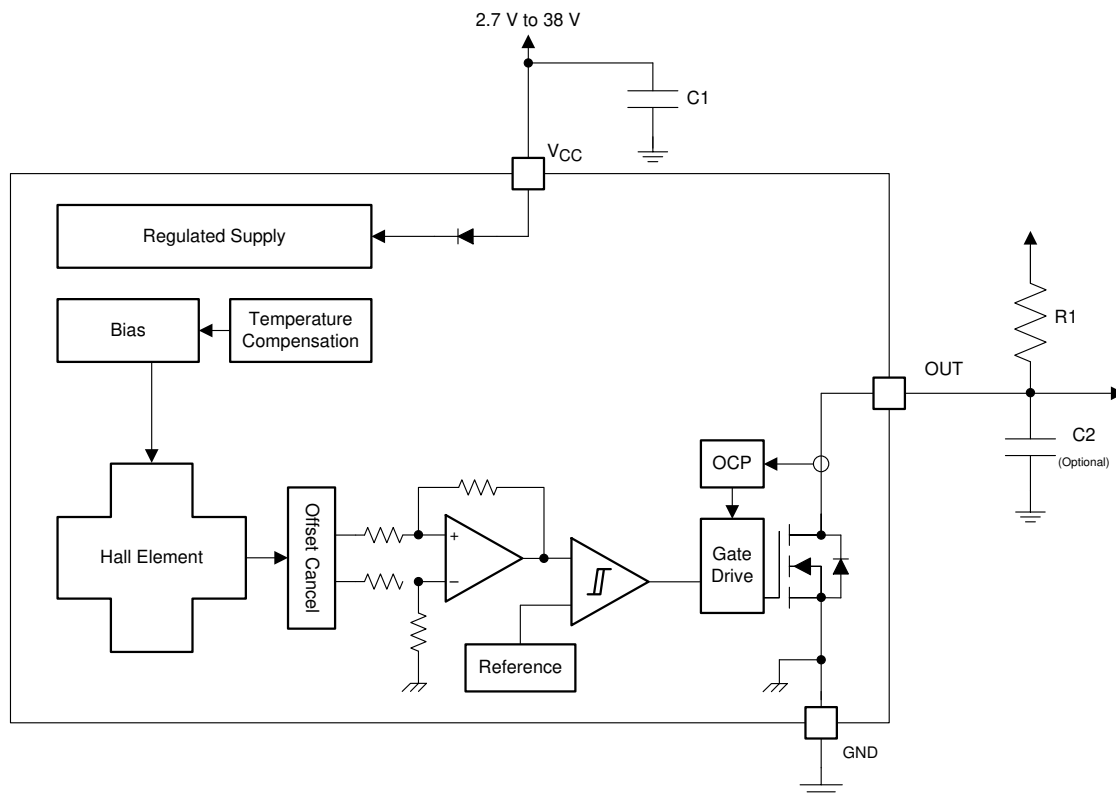 2.7 V to 38 V
C1
VCC
Regulated Supply
Bias
Temperature
Compensation
R1
OUT
C2
(Optional)
OCP
Hall Element
Offset Cancel
+
–
Gate
Drive
Reference
GND